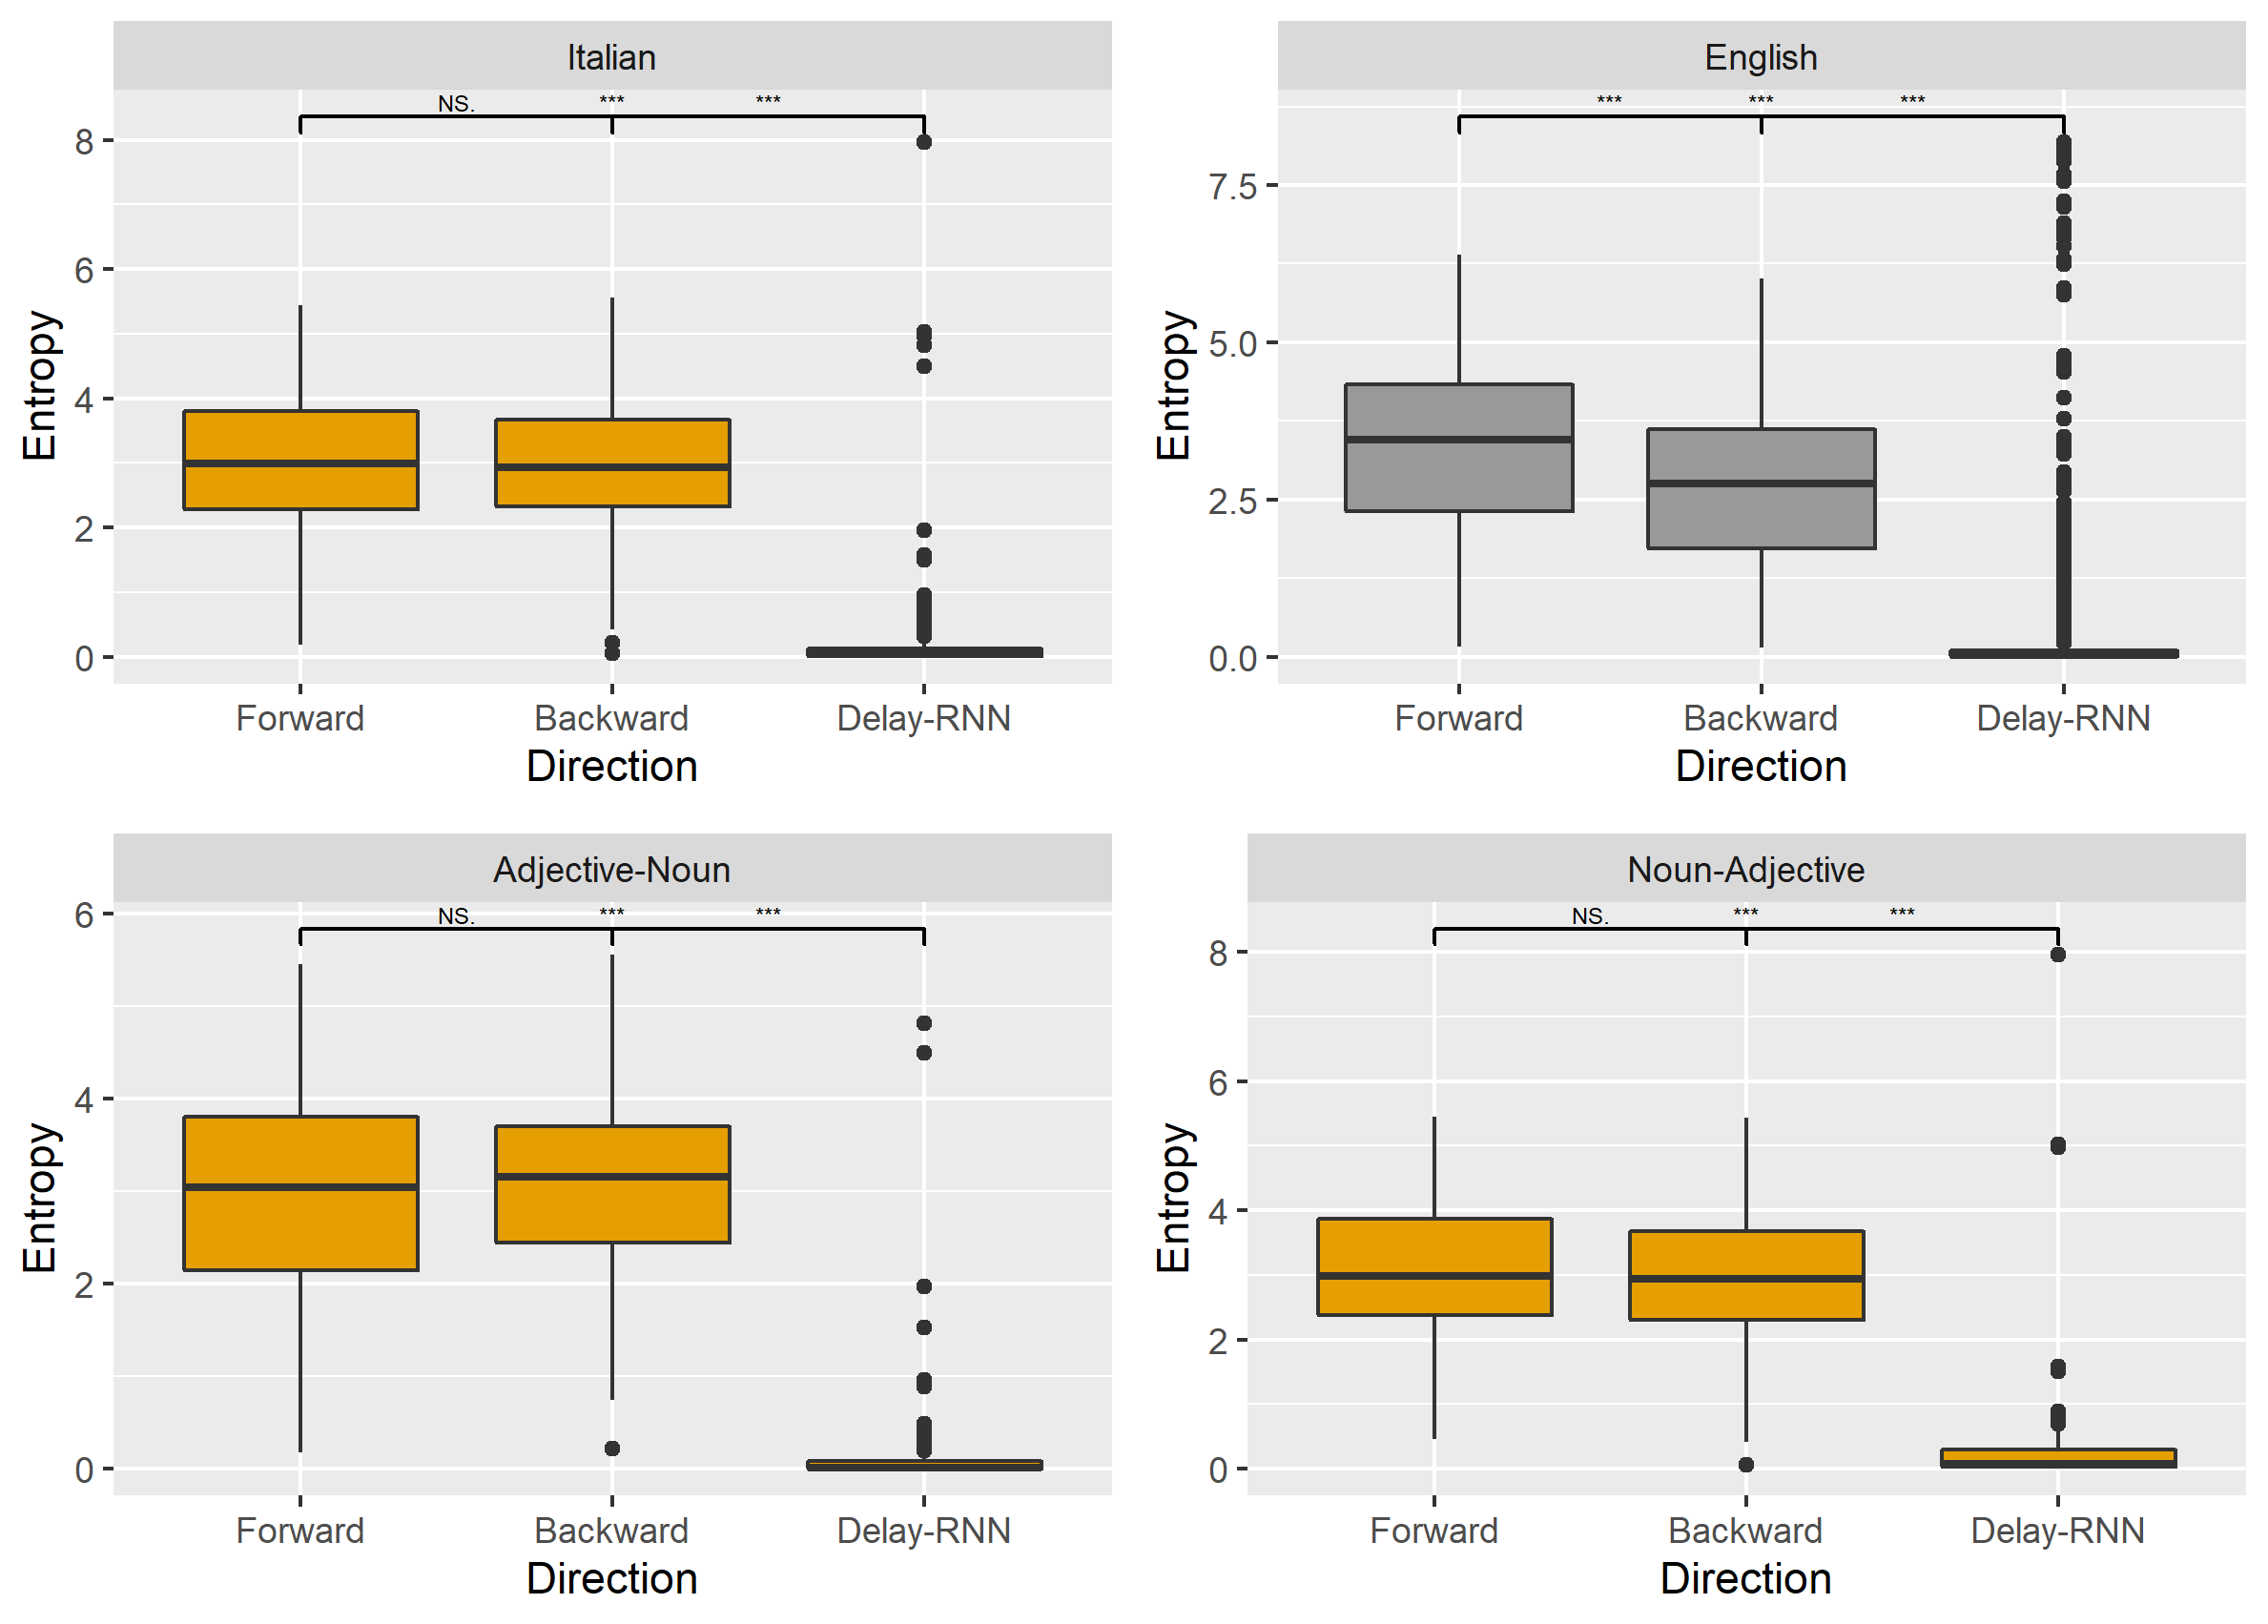 Italian
NS. *** ***
8
6
4
2
0
Entropy
Forward Backward Delay-RNN
Direction
English
*** *** ***
7.5
5.0
2.5
0.0
Entropy
Forward Backward Delay-RNN
Direction
Adjective-Noun
NS. *** ***
6
4
2
0
Entropy
Forward Backward Delay-RNN
Direction
Noun-Adjective
NS. *** ***
8
6
4
2
0
Entropy
Forward Backward Delay-RNN
Direction